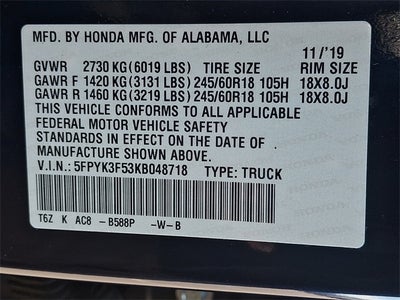 MFD. BY HONDA MFG. OF ALABAMA, LLC
11/'19
GVWR 2730 KG(6019 LBS) TIRE SIZE RIM SIZE
GAWR F 1420 KG(3131 LBS) 245/60R18 105H 18X8.0J
GAWR R 1460 KG(3219 LBS) 245/60R18 105H 18X8.0J
THIS VEHICLE CONFORMS TO ALL APPLICABLE
FEDERAL MOTOR VEHICLE SAFETY
STANDARDS IN EFFECT ON THE DATE OF
MANUFACTURE SHOWN ABOVE.
V.I.N.: 5FPYK3F53KB048718 TYPE: TRUCK
T6Z K AC8 -B588P -W-B